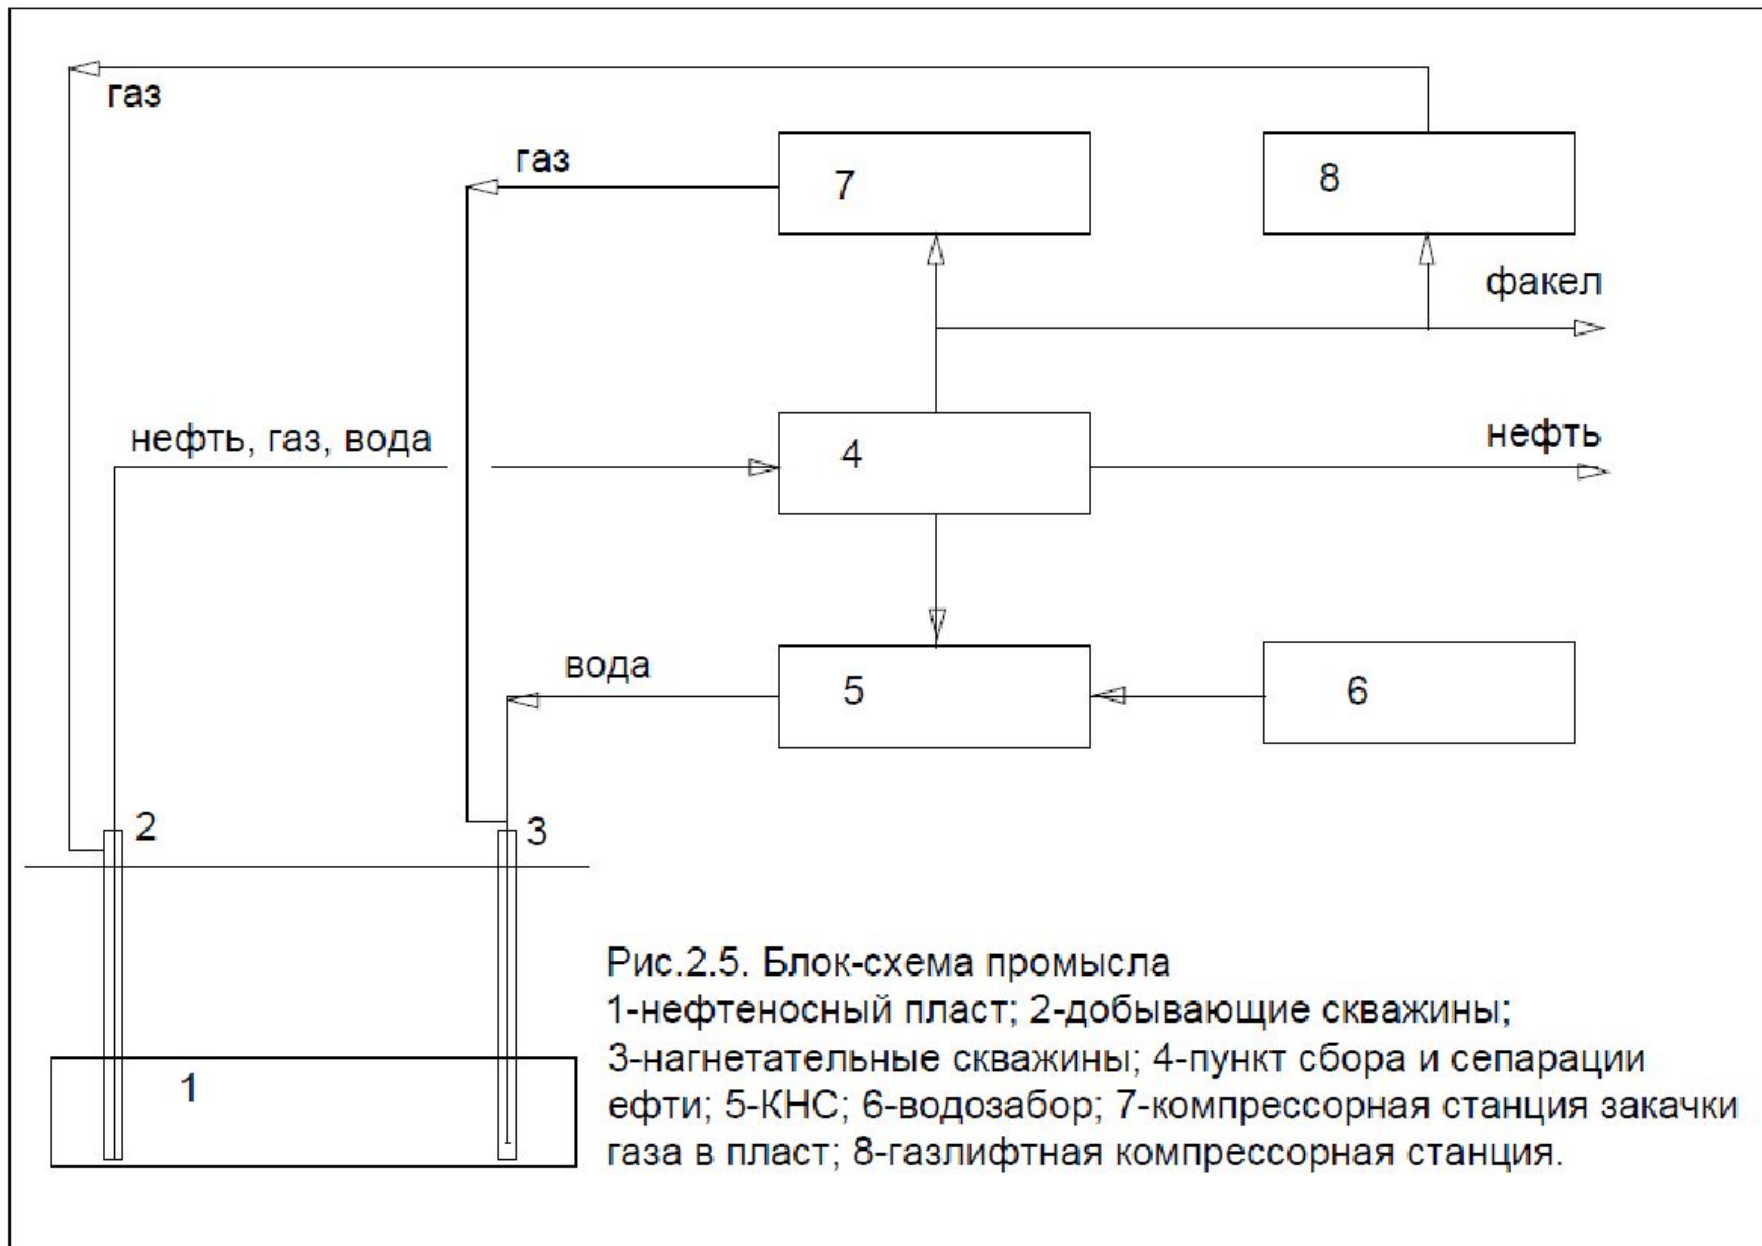 газ
газ
7
8
факел
нефть, газ, вода
4
нефть
вода
5
6
2
3
1
Рис.2.5. Блок-схема промысла
1-нефтеносный пласт; 2-добывающие скважины;
3-нагнетательные скважины; 4-пункт сбора и сепарации
ефти; 5-КНС; 6-водозабор; 7-компрессорная станция закачки
газа в пласт; 8-газлифтная компрессорная станция.